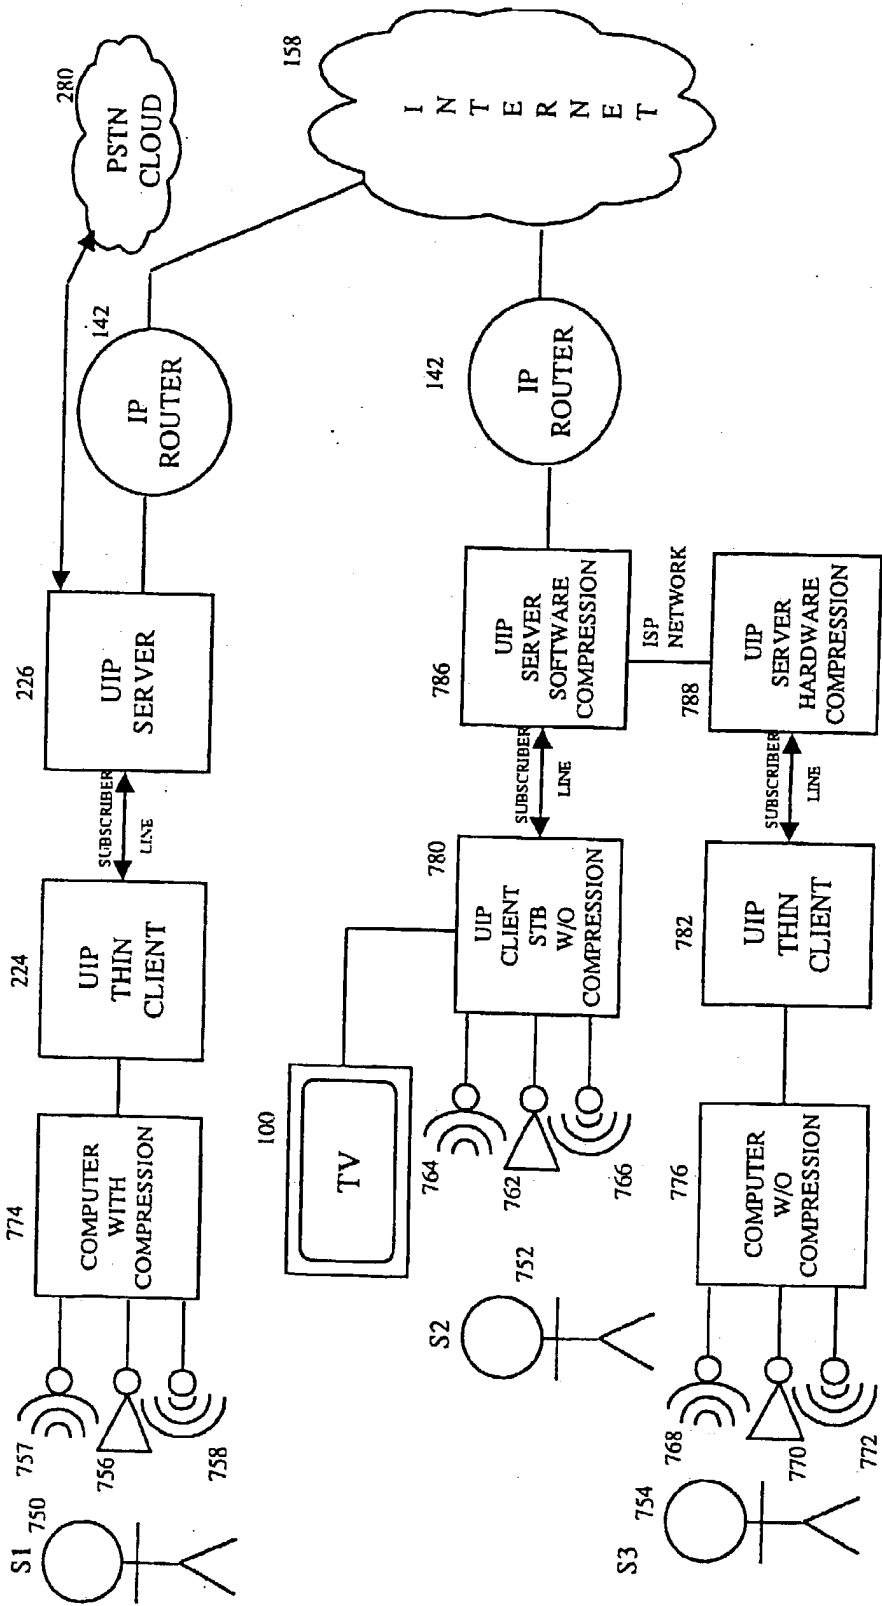 S1
750
757
756
758
774
COMPUTER
WITH
COMPRESSION
224
UIP
THIN
CLIENT
SUBSCRIBER
LINE
226
UIP
SERVER
142
IP
ROUTER
280
PSTN
CLOUD
158
INTERNET
S2
752
100
TV
764
762
766
780
UIP
CLIENT
STB
W/O
COMPRESSION
SUBSCRIBER
LINE
786
UIP
SERVER
SOFTWARE
COMPRESSION
142
IP
ROUTER
ISP
NETWORK
S3
754
768
770
772
776
COMPUTER
W/O
COMPRESSION
782
UIP
THIN
CLIENT
SUBSCRIBER
LINE
788
UIP
SERVER
HARDWARE
COMPRESSION